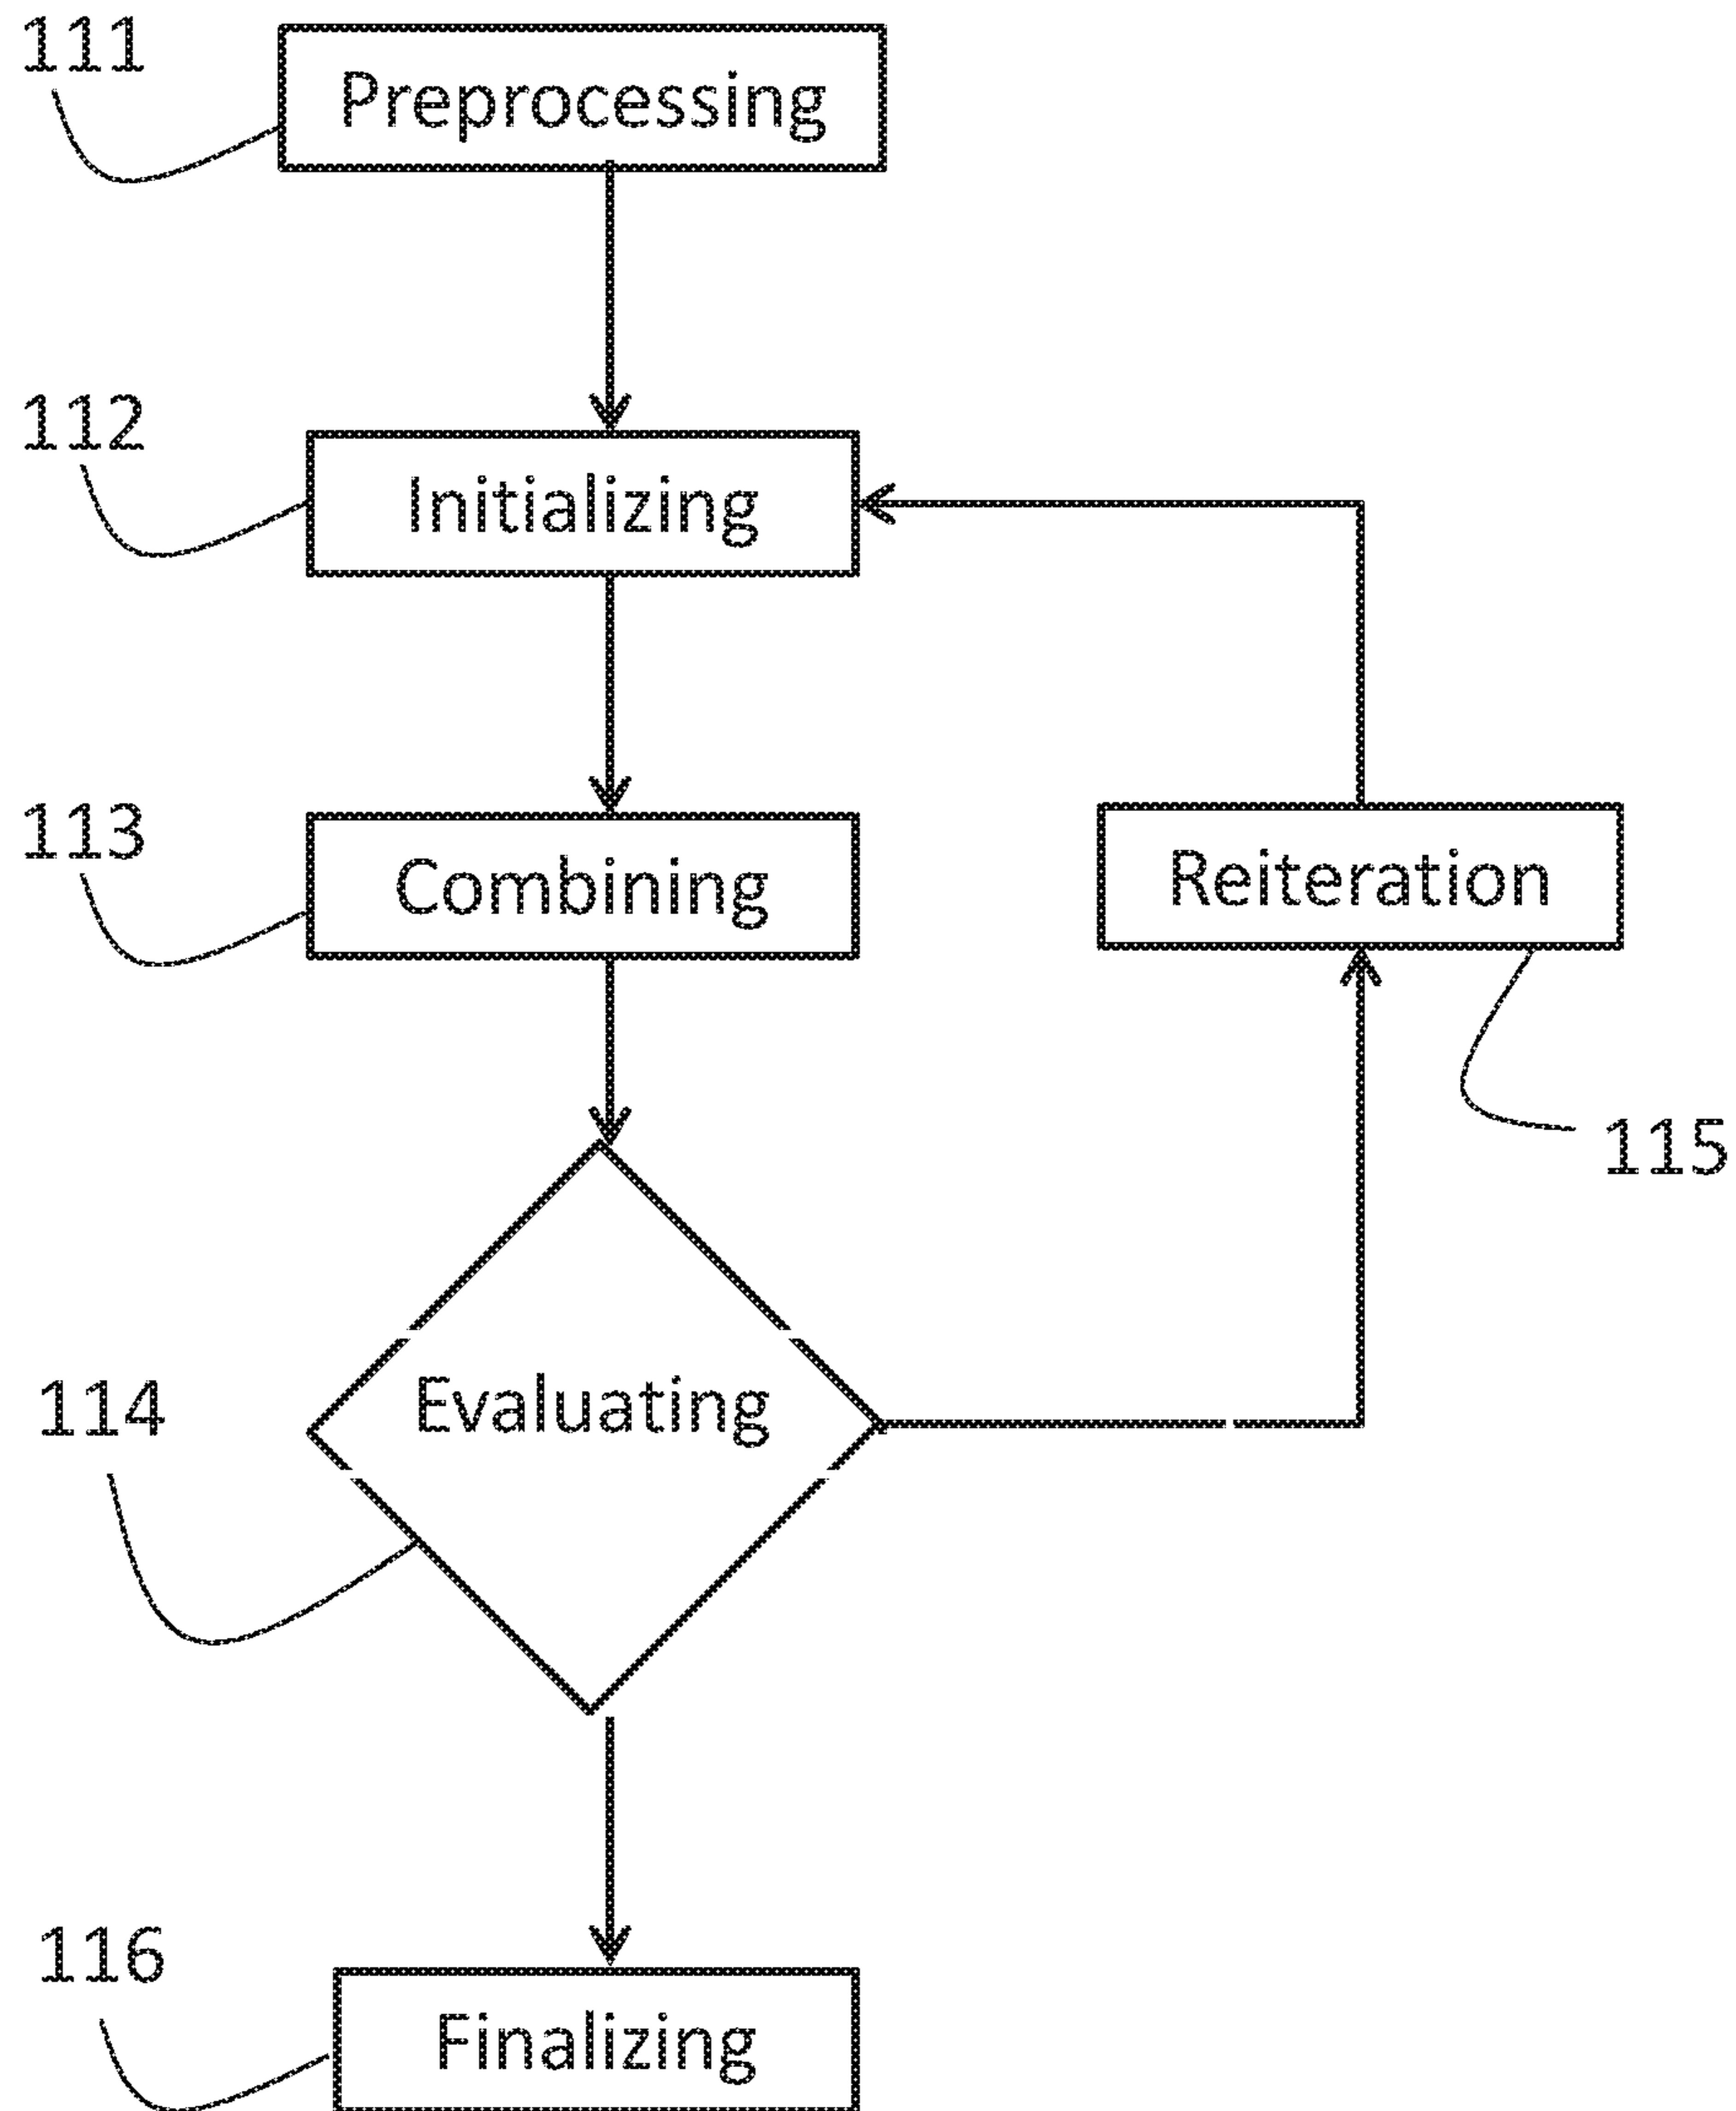 111
Preprocessing
112
Initializing
113
Combining
Reiteration
115
114
Evaluating
116
Finalizing